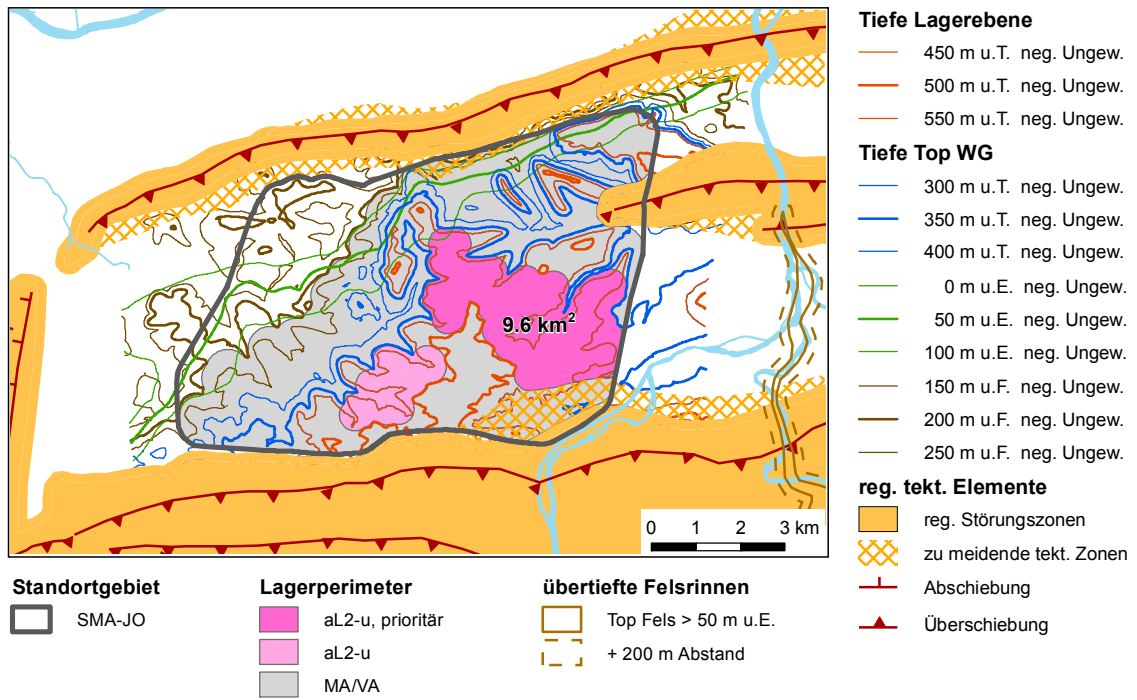 9.6 km²
0 1 2 3 km
Tiefe Lagerebene
450 m u.T. neg. Ungew.
500 m u.T. neg. Ungew.
550 m u.T. neg. Ungew.
Tiefe Top WG
300 m u.T. neg. Ungew.
350 m u.T. neg. Ungew.
400 m u.T. neg. Ungew.
0 m u.E. neg. Ungew.
50 m u.E. neg. Ungew.
100 m u.E. neg. Ungew.
150 m u.F. neg. Ungew.
200 m u.F. neg. Ungew.
250 m u.F. neg. Ungew.
reg. tekt. Elemente
reg. Störungszonen
zu meidende tekt. Zonen
Abschiebung
Überschiebung
Standortgebiet
SMA-JO
Lagerperimeter
aL2-u, prioritär
aL2-u
MA/VA
übertiefte Felsrinnen
Top Fels > 50 m u.E.
+ 200 m Abstand